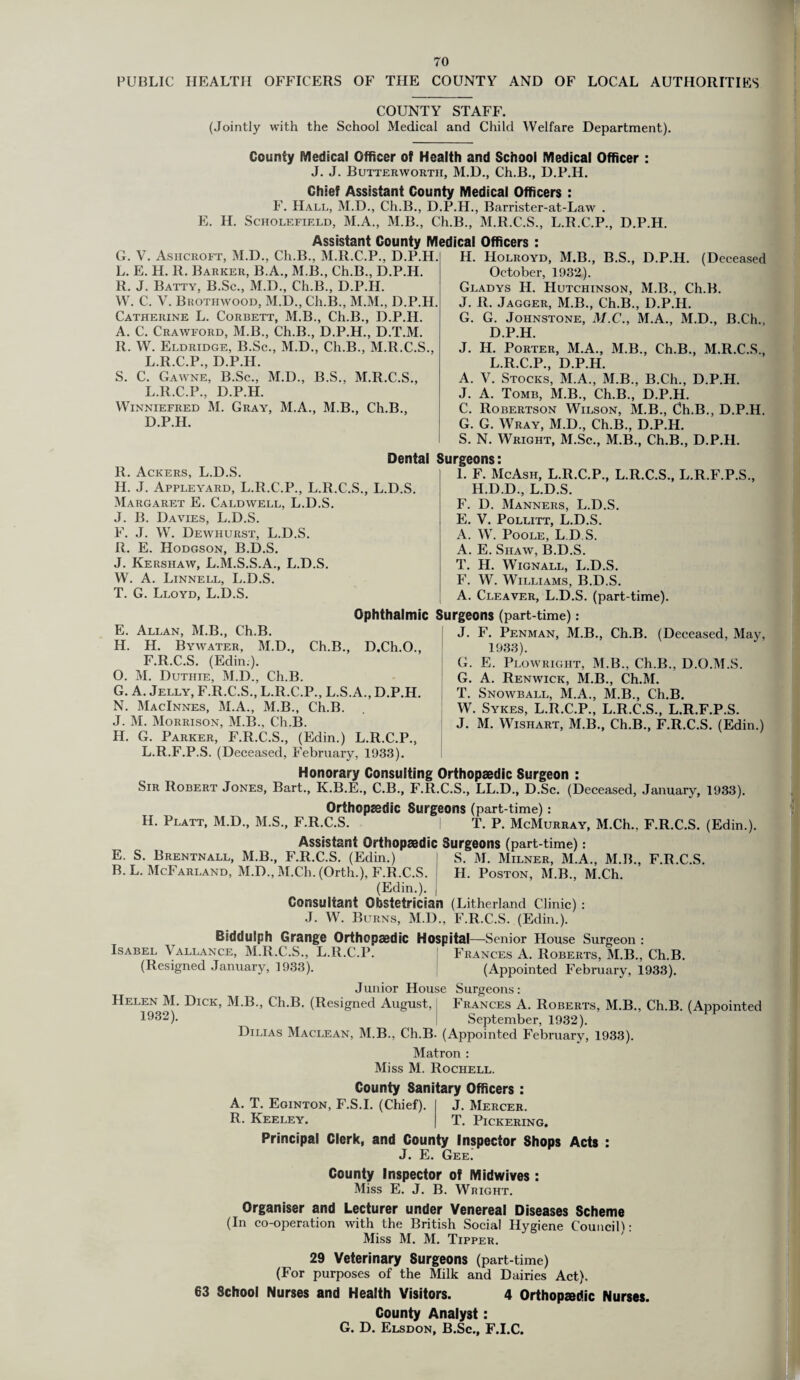 70
PUBLIC HEALTH OFFICERS OF THE COUNTY AND OF LOCAL AUTHORITIES
COUNTY STAFF.
(Jointly with the School Medical and Child Welfare Department).
County Medical Officer of Health and School Medical Officer :
J. J. BUTTERWORTH, M.D., Ch.B., D.P.H.
Chief Assistant County Medical Officers :
F. HALL, M.D., Ch.B., D.P.H., Barrister-at-Law .
E. H. SCHOLEFIELD, M.A., M.B., Ch.B., M.R.C.S., L.R.C.P., D.P.H.
Assistant County Medical Officers :
G. V. ASHCROFT, M.D., Ch.B., M.R.C.P., D.P.H.
L. E. H. R. BARKER, B.A., M.B., Ch.B., D.P.H.
R. J. BATTY, B.Sc., M.D., Ch.B., D.P.H.
W. C. V. BROTHWOOD, M.D., Ch.B., M.M., D.P.H.
CATHERINE L. CORBETT, M.B., Ch.B., D.P.H.
A. C. CRAWFORD, M.B., Ch.B., D.P.H., D.T.M.
R. W. ELDRIDGE, B.Sc., M.D., Ch.B., M.R.C.S.,
L.R.C.P., D.P.H.
S. C. GAWNE, B.Sc., M.D., B.S., M.R.C.S.,
L.R.C.P., D.P.H.
WINNIEFRED M. GRAY, M.A., M.B., Ch.B.,
D.P.H.
H. HOLROYD, M.B., B.S., D.P.H. (Deceased
October, 1932).
GLADYS H. HUTCHINSON, M.B., Ch.B.
J. R. JAGGER, M.B., Ch.B., D.P.H.
G. G. JOHNSTONE, M.C., M.A., M.D., B.Ch.,
D.P.H.
J. H. PORTER, M.A., M.B., Ch.B., M.R.C.S.,
L.R.C.P., D.P.H.
A. V. STOCKS, M.A., M.B., B.Ch., D.P.H.
J. A. TOMB, M.B., Ch.B., D.P.H.
C. ROBERTSON WILSON, M.B., Ch.B., D.P.H.
G. G. WRAY, M.D., Ch.B., D.P.H.
S. N. WRIGHT, M.Sc., M.B., Ch.B., D.P.H.
Dental Surgeons:
R. ACKERS, L.D.S.
H. J. APPLEYARD, L.R.C.P., L.R.C.S., L.D.S.
MARGARET E. CALDWELL, L.D.S.
J. B. DAVIES, L.D.S.
F. J. W. DEWHURST, L.D.S.
R. E. HODGSON, B.D.S.
J. KERSHAW, L.M.S.S.A., L.D.S.
W. A. LINNELL, L.D.S.
T. G. LLOYD, L.D.S.
I. F. MCASH, L.R.C.P., L.R.C.S., L.R.F.P.S.,
H.D.D., L.D.S.
F. D. MANNERS, L.D.S.
E. V. POLLITT, L.D.S.
A. W. POOLE, L.D.S.
A. E. SHAW, B.D.S.
T. H. WIGNALL, L.D.S.
F. W. WILLIAMS, B.D.S.
A. CLEAVER, L.D.S. (part-time).
Ophthalmic Surgeons (part-time) :
E. ALLAN, M.B., Ch.B.
H. H. BYWATER, M.D., Ch.B., D.Ch.O.,
F.R.C.S. (Edin.).
O. M. DUTHIE, M.D., Ch.B.
G. A. JELLY, F.R.C.S., L.R.C.P., L.S.A., D.P.H.
N. MACINNES, M.A., M.B., Ch.B.
J. M. MORRISON, M.B., Ch.B.
H. G. PARKER, F.R.C.S., (Edin.) L.R.C.P.,
L.R.F.P.S. (Deceased, February, 1933).
J. F. PENMAN, M.B., Ch.B. (Deceased, May,
1933).
G. E. PLOWRIGHT, M.B., Ch.B., D.O.M.S.
G. A. RENWICK, M.B., Ch.M.
T. SNOWBALL, M.A., M.B., Ch.B.
W. SYKES, L.R.C.P., L.R.C.S., L.R.F.P.S.
J. M. WISHART, M.B., Ch.B., F.R.C.S. (Edin.)
Honorary Consulting Orthopædic Surgeon :
SIR ROBERT JONES, Bart., K.B.E., C.B., F.R.C.S., LL.D., D.Sc. (Deceased, January, 1933).
Orthopædic Surgeons (part-time) :
H. PLATT, M.D., M.S., F.R.C.S.
T. P. MCMURRAY, M.Ch., F.R.C.S. (Edin.).
Assistant Orthopædic Surgeons (part-time) :
E. S. BRENTNALL, M.B., F.R.C.S. (Edin.)
B. L. MCFARLAND, M.D., M.Ch. (Orth.), F.R.C.S.
(Edin.).
S. M. MILNER, M.A., M.B., F.R.C.S.
H. POSTON, M.B., M.Ch.
Consultant Obstetrician (Litherland Clinic) :
J. W. BURNS, M.D., F.R.C.S. (Edin.).
Biddulph Grange Orthopædic Hospital—Senior House Surgeon :
ISABEL VALLANCE, M.R.C.S., L.R.C.P.
(Resigned January, 1933).
FRANCES A. ROBERTS, M.B., Ch.B.
(Appointed February, 1933).
Junior House Surgeons:
HELEN M. DICK, M.B., Ch.B. (Resigned August,
1932).
FRANCES A. ROBERTS, M.B., Ch.B. (Appointed
September, 1932).
DILIAS MACLEAN, M.B., Ch.B. (Appointed February, 1933).
Matron :
Miss M. ROCHELL.
County Sanitary Officers :
A. T. EGINTON, F.S.I. (Chief).
R. KEELEY.
J. MERCER.
T. PICKERING.
Principal Clerk, and County Inspector Shops Acts :
J. E. GEE.
County Inspector of Midwives :
Miss E. J. B. WRIGHT.
Organiser and Lecturer under Venereal Diseases Scheme
(In co-operation with the British Social Hygiene Council):
Miss M. M. TIPPER.
29 Veterinary Surgeons (part-time)
(For purposes of the Milk and Dairies Act).
63 School Nurses and Health Visitors. 4 Orthopædic Nurses.
County Analyst :
G. D. ELSDON, B.Sc., F.I.C.